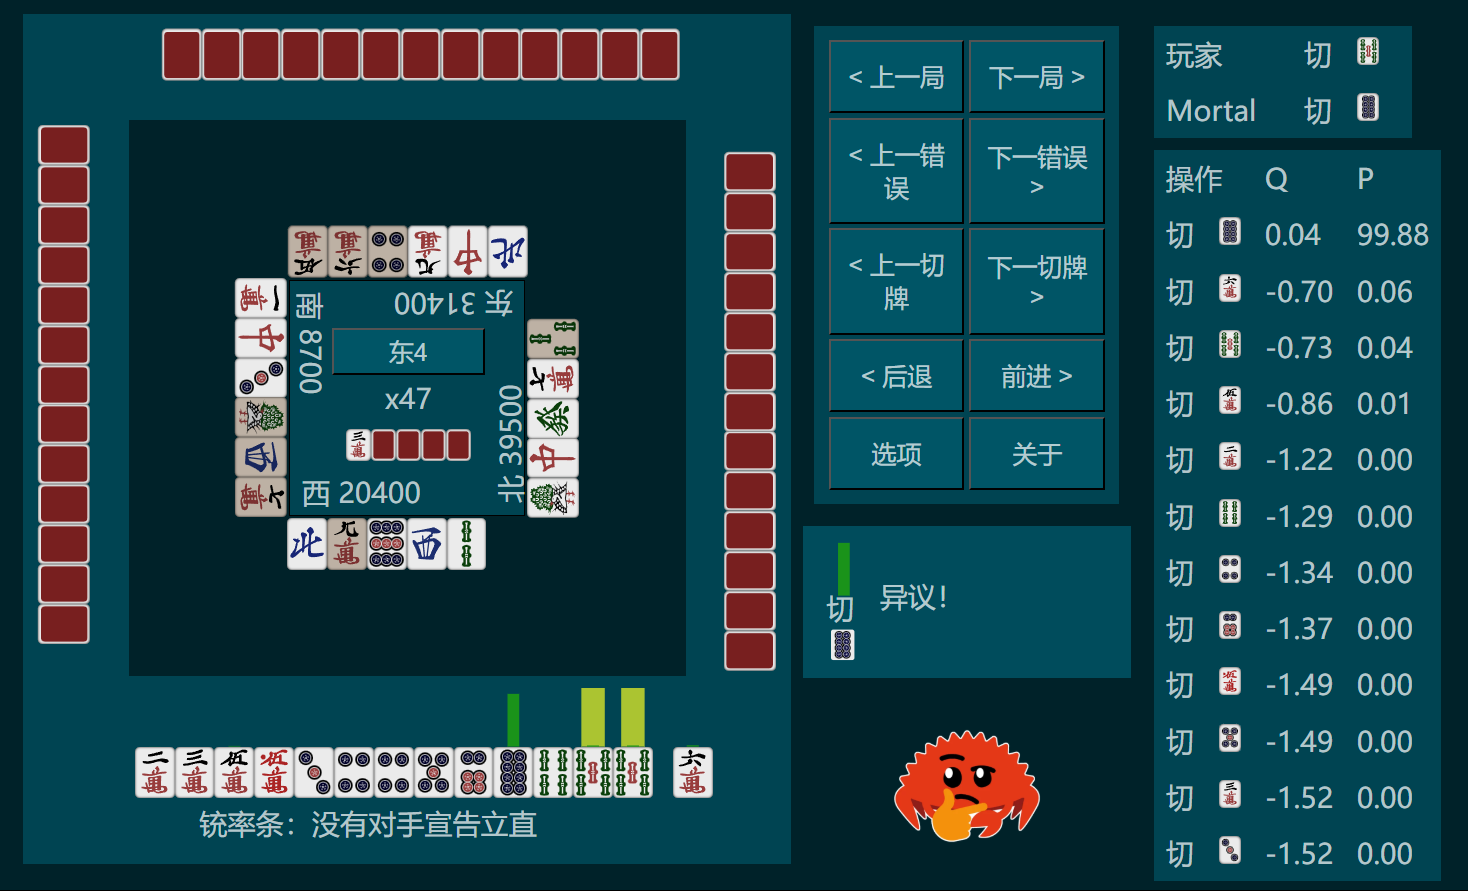 东 31400
南 8700
东4
x47
北 39500
西 20400
铳率条：没有对手宣告立直
< 上一局
下一局 >
< 上一错误
下一错误 >
< 上一切牌
下一切牌 >
< 后退
前进 >
选项
关于
切
异议！
玩家 切
Mortal 切
操作 Q P
切 0.04 99.88
切 -0.70 0.06
切 -0.73 0.04
切 -0.86 0.01
切 -1.22 0.00
切 -1.29 0.00
切 -1.34 0.00
切 -1.37 0.00
切 -1.49 0.00
切 -1.49 0.00
切 -1.52 0.00
切 -1.52 0.00